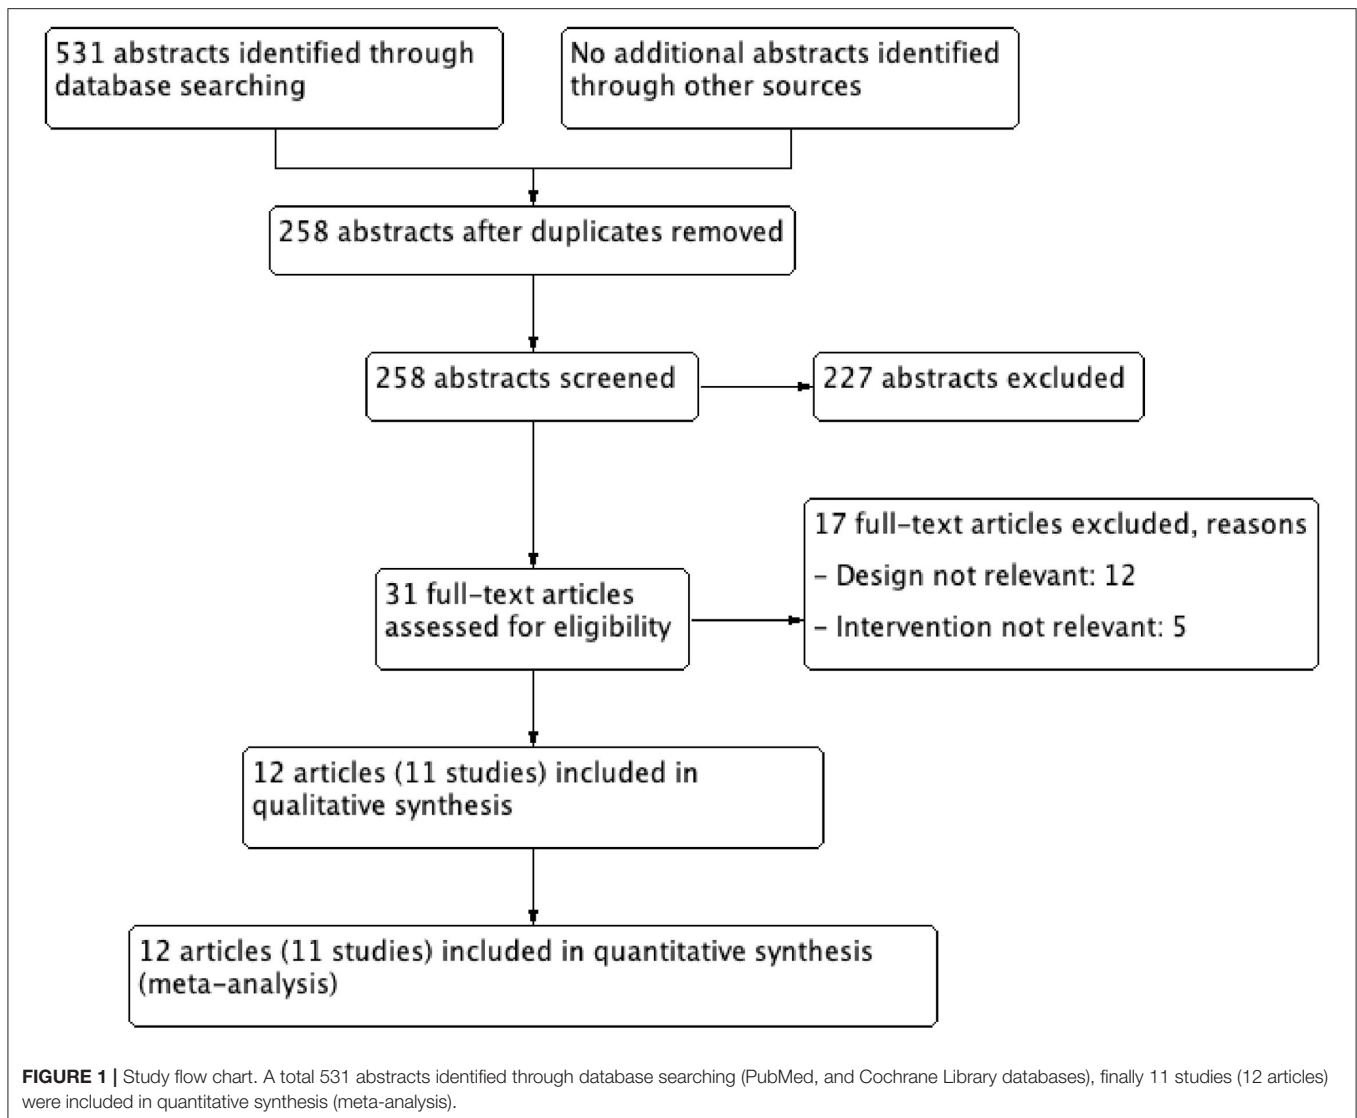 531 abstracts identified through
database searching
No additional abstracts identified
through other sources
258 abstracts after duplicates removed
258 abstracts screened
227 abstracts excluded
31 full-text articles
assessed for eligibility
17 full-text articles excluded, reasons
– Design not relevant: 12
– Intervention not relevant: 5
12 articles (11 studies) included in
qualitative synthesis
12 articles (11 studies) included in quantitative synthesis
(meta-analysis)
FIGURE 1 | Study flow chart. A total 531 abstracts identified through database searching (PubMed, and Cochrane Library databases), finally 11 studies (12 articles)
were included in quantitative synthesis (meta-analysis).